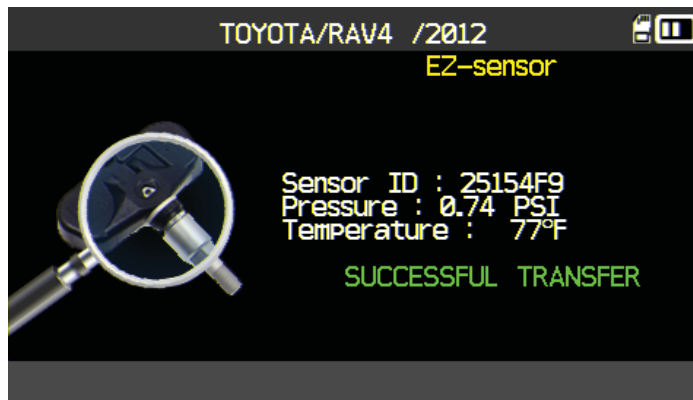 TOYOTA/RAV4 /2012
EZ-sensor
Sensor ID : 25154F9
Pressure : 0.74 PSI
Temperature : 77°F
SUCCESSFUL TRANSFER